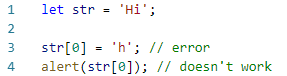 1 let str = 'Hi';
2
3 str[0] = 'h'; // error
4 alert(str[0]); // doesn't work